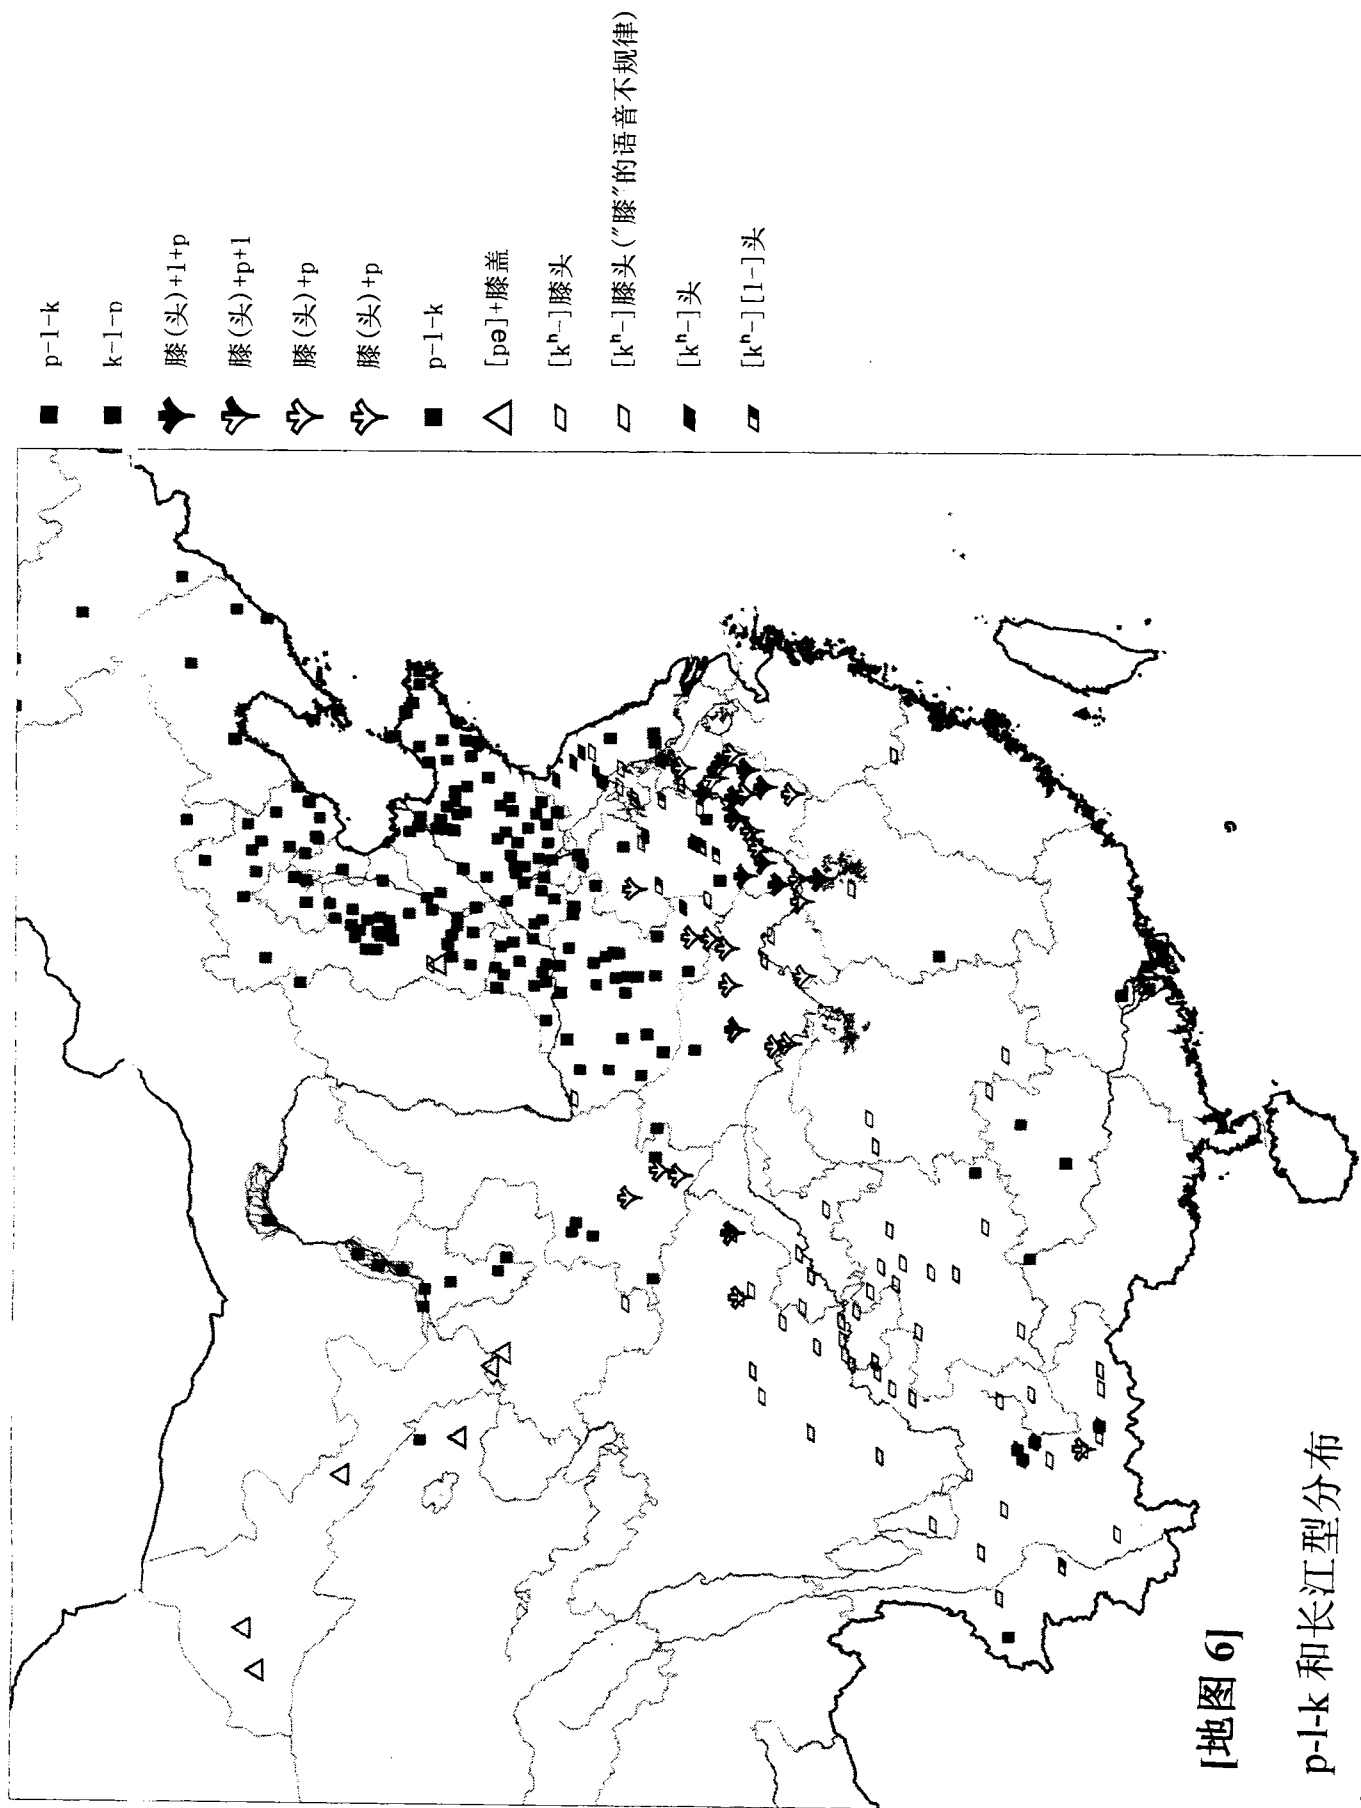 p-l-k
k-l-p
膝(头)+l+p
膝(头)+p+l
膝(头)+p
膝(头)+p
p-l-k
[pə]+膝盖
[kʰ-]膝头
[kʰ-]膝头("膝"的语音不规律)
[kʰ-]头
[kʰ-][l-]头
[地图 6]
p-l-k 和长江型分布